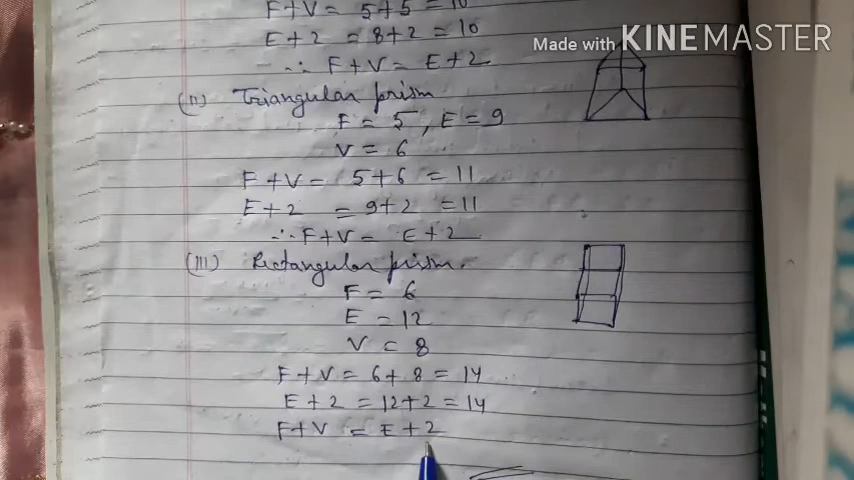 F+V = 5+5 = 10
E+2 = 8+2 = 10
∴ F+V = E+2
Made with KINEMASTER
(II) Triangular prism
F = 5, E = 9
V = 6
F+V = 5+6 = 11
E+2 = 9+2 = 11
∴ F+V = E+2
(III) Rectangular prism.
F = 6
E = 12
V = 8
F+V = 6+8 = 14
E+2 = 12+2 = 14
F+V = E+2